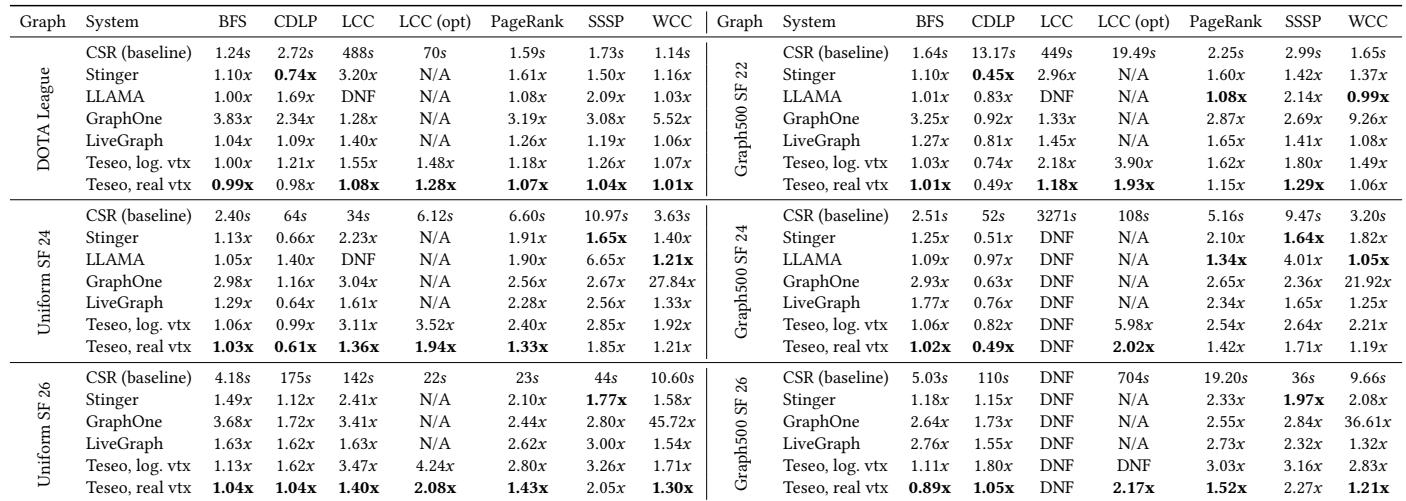 Graph System BFS CDLP LCC LCC (opt) PageRank SSSP WCC Graph System BFS CDLP LCC LCC (opt) PageRank SSSP WCC
DOTA League
CSR (baseline) 1.24s 2.72s 488s 70s 1.59s 1.73s 1.14s
Stinger 1.10x 0.74x 3.20x N/A 1.61x 1.50x 1.16x
LLAMA 1.00x 1.69x DNF N/A 1.08x 2.09x 1.03x
GraphOne 3.83x 2.34x 1.28x N/A 3.19x 3.08x 5.52x
LiveGraph 1.04x 1.09x 1.40x N/A 1.26x 1.19x 1.06x
Teseo, log. vtx 1.00x 1.21x 1.55x 1.48x 1.18x 1.26x 1.07x
Teseo, real vtx 0.99x 0.98x 1.08x 1.28x 1.07x 1.04x 1.01x
Graph500 SF 22
CSR (baseline) 1.64s 13.17s 449s 19.49s 2.25s 2.99s 1.65s
Stinger 1.10x 0.45x 2.96x N/A 1.60x 1.42x 1.37x
LLAMA 1.01x 0.83x DNF N/A 1.08x 2.14x 0.99x
GraphOne 3.25x 0.92x 1.33x N/A 2.87x 2.69x 9.26x
LiveGraph 1.27x 0.81x 1.45x N/A 1.65x 1.41x 1.08x
Teseo, log. vtx 1.03x 0.74x 2.18x 3.90x 1.62x 1.80x 1.49x
Teseo, real vtx 1.01x 0.49x 1.18x 1.93x 1.15x 1.29x 1.06x
Uniform SF 24
CSR (baseline) 2.40s 64s 34s 6.12s 6.60s 10.97s 3.63s
Stinger 1.13x 0.66x 2.23x N/A 1.91x 1.65x 1.40x
LLAMA 1.05x 1.40x DNF N/A 1.90x 6.65x 1.21x
GraphOne 2.98x 1.16x 3.04x N/A 2.56x 2.67x 27.84x
LiveGraph 1.29x 0.64x 1.61x N/A 2.28x 2.56x 1.33x
Teseo, log. vtx 1.06x 0.99x 3.11x 3.52x 2.40x 2.85x 1.92x
Teseo, real vtx 1.03x 0.61x 1.36x 1.94x 1.33x 1.85x 1.21x
Graph500 SF 24
CSR (baseline) 2.51s 52s 3271s 108s 5.16s 9.47s 3.20s
Stinger 1.25x 0.51x DNF N/A 2.10x 1.64x 1.82x
LLAMA 1.09x 0.97x DNF N/A 1.34x 4.01x 1.05x
GraphOne 2.93x 0.63x DNF N/A 2.65x 2.36x 21.92x
LiveGraph 1.77x 0.76x DNF N/A 2.34x 1.65x 1.25x
Teseo, log. vtx 1.06x 0.82x DNF 5.98x 2.54x 2.64x 2.21x
Teseo, real vtx 1.02x 0.49x DNF 2.02x 1.42x 1.71x 1.19x
Uniform SF 26
CSR (baseline) 4.18s 175s 142s 22s 23s 44s 10.60s
Stinger 1.49x 1.12x 2.41x N/A 2.10x 1.77x 1.58x
GraphOne 3.68x 1.72x 3.41x N/A 2.44x 2.80x 45.72x
LiveGraph 1.63x 1.62x 1.63x N/A 2.62x 3.00x 1.54x
Teseo, log. vtx 1.13x 1.62x 3.47x 4.24x 2.80x 3.26x 1.71x
Teseo, real vtx 1.04x 1.04x 1.40x 2.08x 1.43x 2.05x 1.30x
Graph500 SF 26
CSR (baseline) 5.03s 110s DNF 704s 19.20s 36s 9.66s
Stinger 1.18x 1.15x DNF N/A 2.33x 1.97x 2.08x
GraphOne 2.64x 1.73x DNF N/A 2.55x 2.84x 36.61x
LiveGraph 2.76x 1.55x DNF N/A 2.73x 2.32x 1.32x
Teseo, log. vtx 1.11x 1.80x DNF DNF 3.03x 3.16x 2.83x
Teseo, real vtx 0.89x 1.05x DNF 2.17x 1.52x 2.27x 1.21x